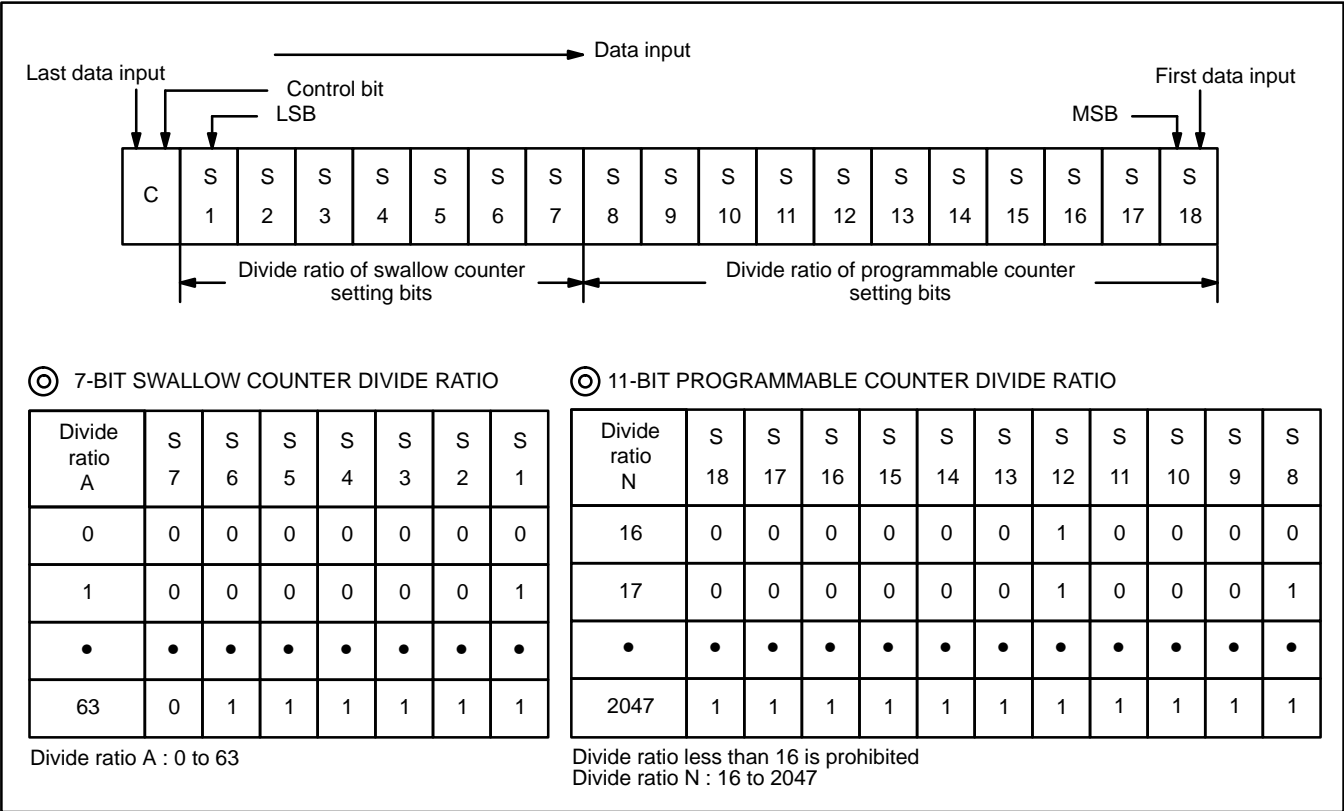 Data input
Last data input
First data input
Control bit
LSB
MSB
C S 1 S 2 S 3 S 4 S 5 S 6 S 7 S 8 S 9 S 10 S 11 S 12 S 13 S 14 S 15 S 16 S 17 S 18
Divide ratio of swallow counter
setting bits
Divide ratio of programmable counter
setting bits
7-BIT SWALLOW COUNTER DIVIDE RATIO
Divide ratio A S 7 S 6 S 5 S 4 S 3 S 2 S 1
0 0 0 0 0 0 0 0
1 0 0 0 0 0 0 1
• • • • • • • •
63 0 1 1 1 1 1 1
Divide ratio A : 0 to 63
11-BIT PROGRAMMABLE COUNTER DIVIDE RATIO
Divide ratio N S 18 S 17 S 16 S 15 S 14 S 13 S 12 S 11 S 10 S 9 S 8
16 0 0 0 0 0 0 1 0 0 0 0
17 0 0 0 0 0 0 1 0 0 0 1
• • • • • • • • • • • •
2047 1 1 1 1 1 1 1 1 1 1 1
Divide ratio less than 16 is prohibited
Divide ratio N : 16 to 2047